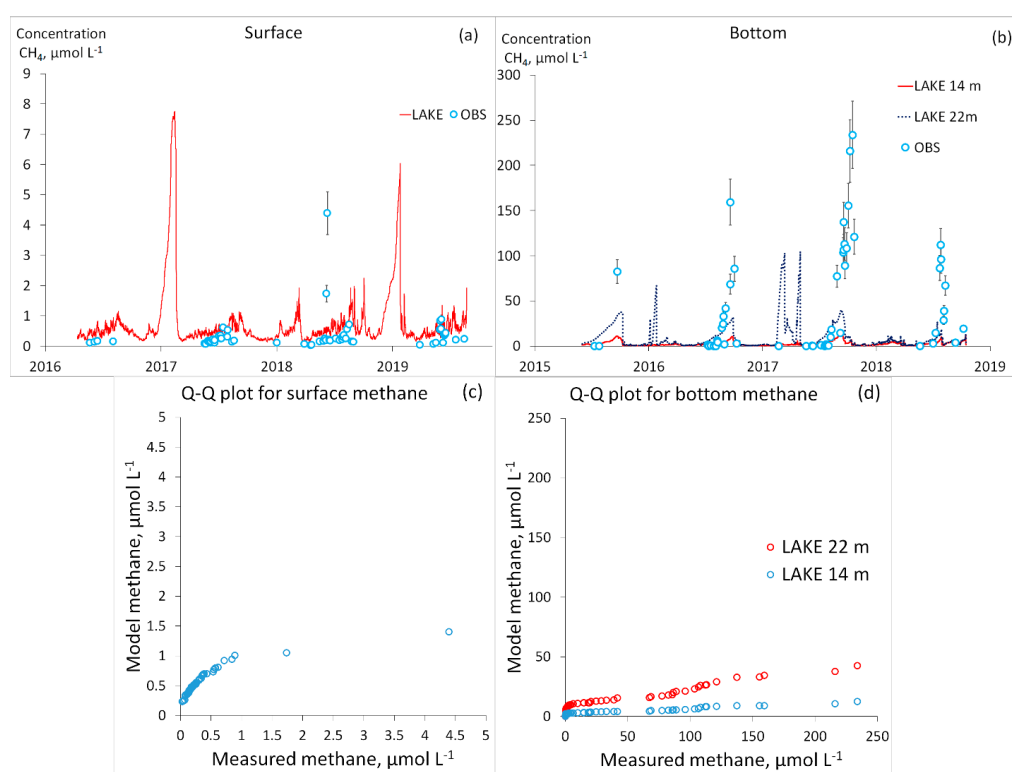 Concentration
CH₄, µmol L⁻¹
Surface
(a)
9
8
7
6
5
4
3
2
1
0
LAKE OBS
2016 2017 2018 2019
Concentration
CH₄, µmol L⁻¹
Bottom
(b)
300
250
200
150
100
50
0
LAKE 14 m
LAKE 22m
OBS
2015 2016 2017 2018 2019
Q-Q plot for surface methane (c)
Model methane, µmol L⁻¹
5
4.5
4
3.5
3
2.5
2
1.5
1
0.5
0
0 0.5 1 1.5 2 2.5 3 3.5 4 4.5 5
Measured methane, µmol L⁻¹
Q-Q plot for bottom methane (d)
Model methane, µmol L⁻¹
250
200
150
100
50
0
LAKE 22 m
LAKE 14 m
0 50 100 150 200 250
Measured methane, µmol L⁻¹